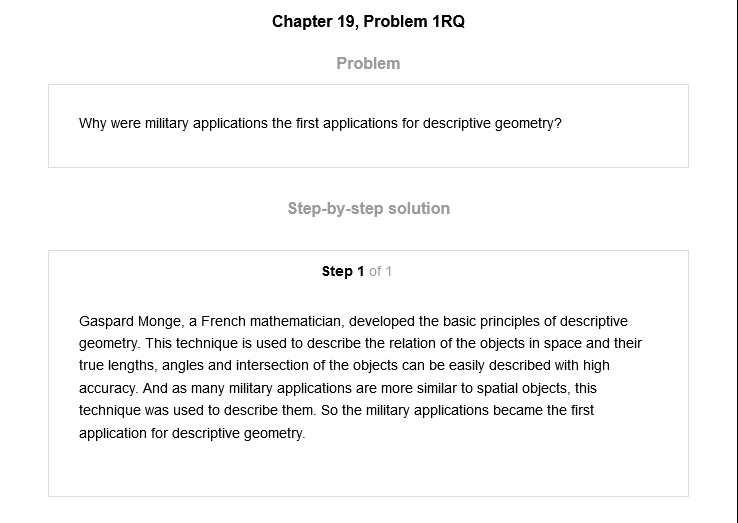 Chapter 19, Problem 1RQ
Problem
Why were military applications the first applications for descriptive geometry?
Step-by-step solution
Step 1 of 1
Gaspard Monge, a French mathematician, developed the basic principles of descriptive
geometry. This technique is used to describe the relation of the objects in space and their
true lengths, angles and intersection of the objects can be easily described with high
accuracy. And as many military applications are more similar to spatial objects, this
technique was used to describe them. So the military applications became the first
application for descriptive geometry.